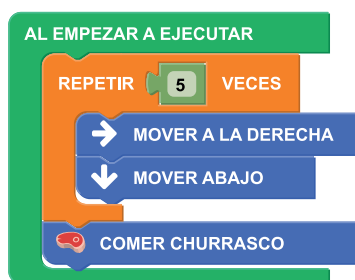 AL EMPEZAR A EJECUTAR
REPETIR 5 VECES
MOVER A LA DERECHA
MOVER ABAJO
COMER CHURRASCO